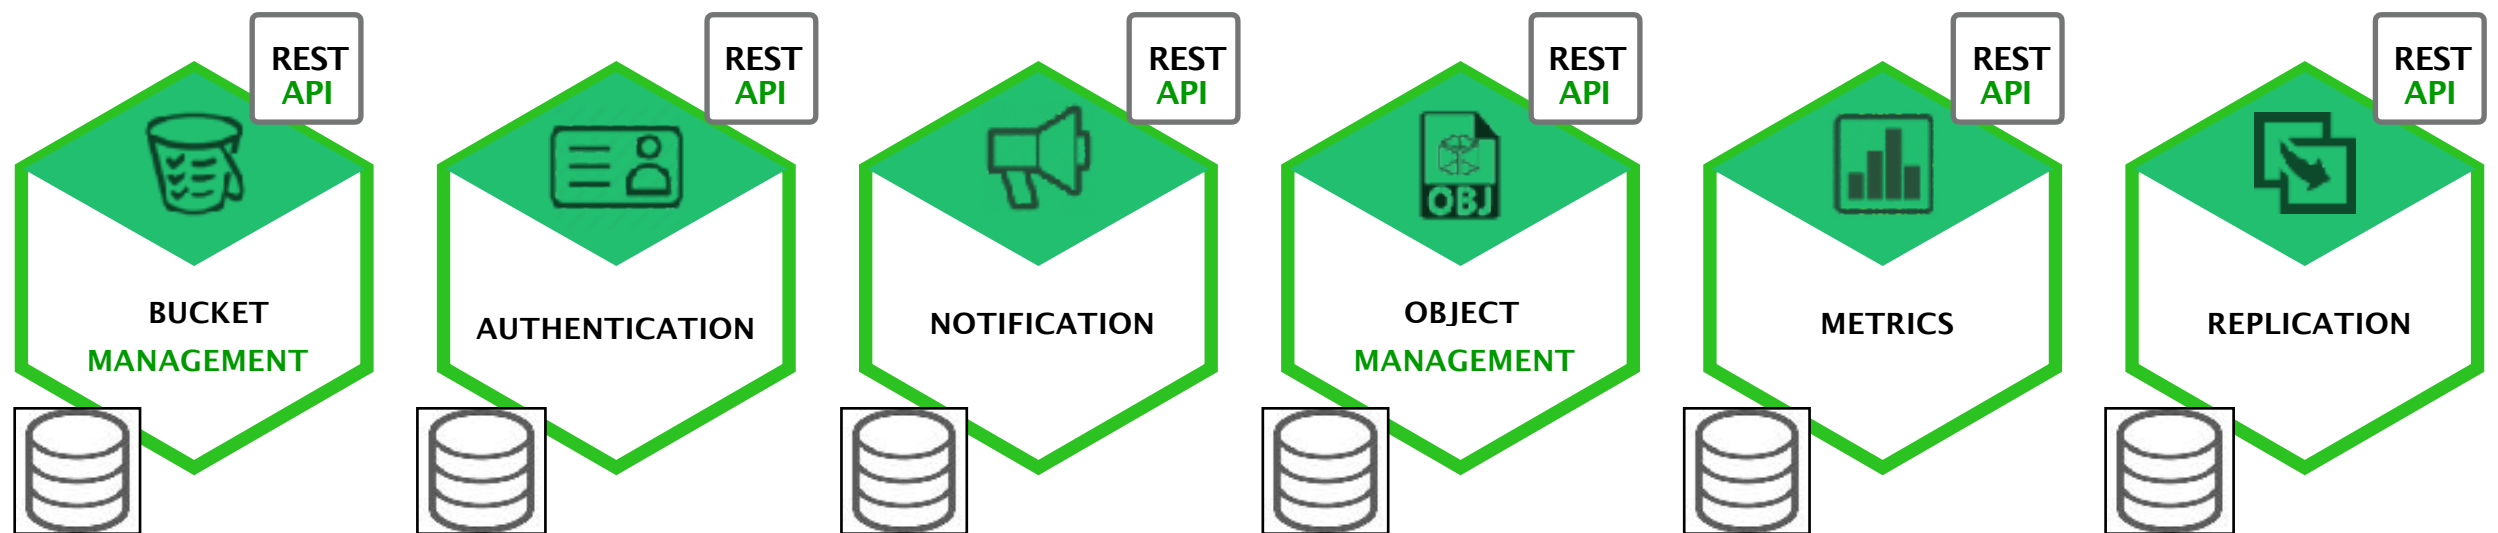 REST
API
BUCKET
MANAGEMENT
REST
API
AUTHENTICATION
REST
API
NOTIFICATION
REST
API
OBJ
OBJECT
MANAGEMENT
REST
API
METRICS
REST
API
REPLICATION